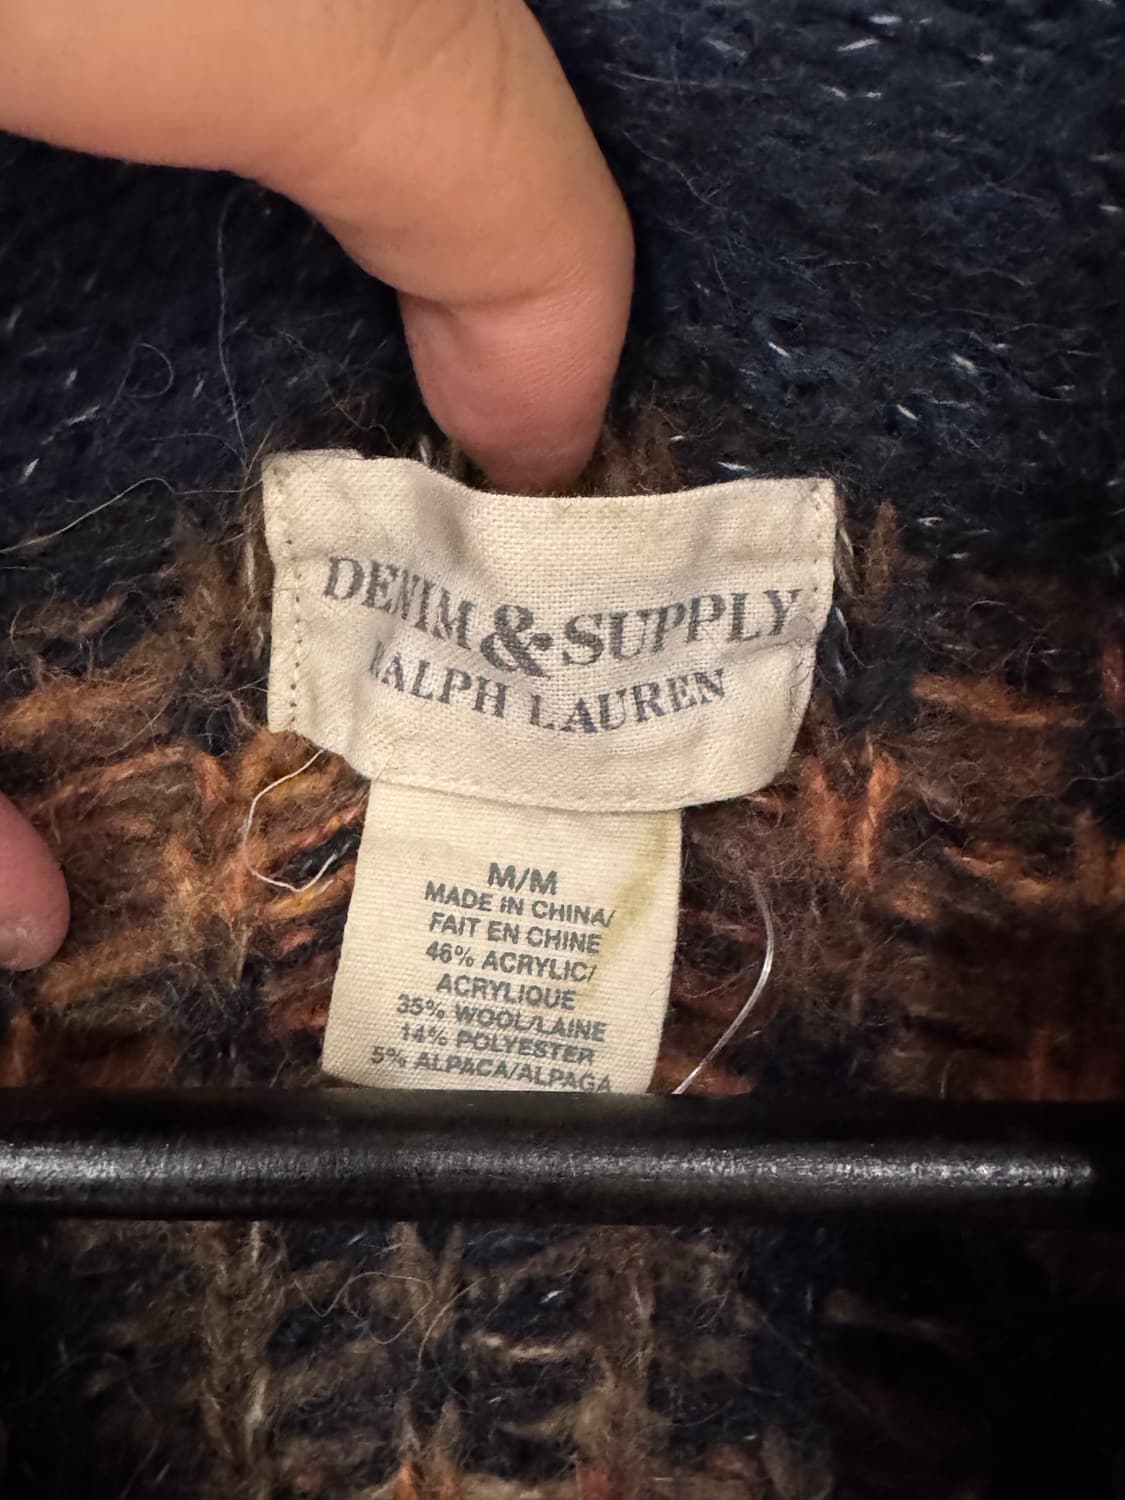 DENIM & SUPPLY
RALPH LAUREN
M/M
MADE IN CHINA/
FAIT EN CHINE
46% ACRYLIC/
ACRYLIQUE
35% WOOL/LAINE
14% POLYESTER
5% ALPACA/ALPAGA